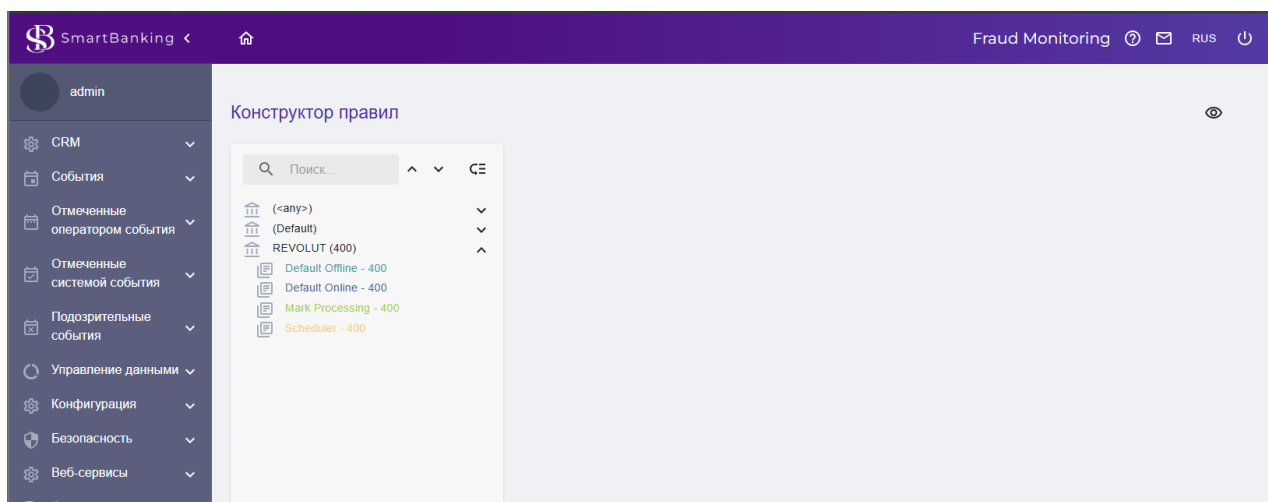 SmartBanking
Fraud Monitoring
RUS
admin
CRM
События
Отмеченные
оператором события
Отмеченные
системой события
Подозрительные
события
Управление данными
Конфигурация
Безопасность
Веб-сервисы
Конструктор правил
Поиск...
(<any>)
(Default)
REVOLUT (400)
Default Offline - 400
Default Online - 400
Mark Processing - 400
Scheduler - 400